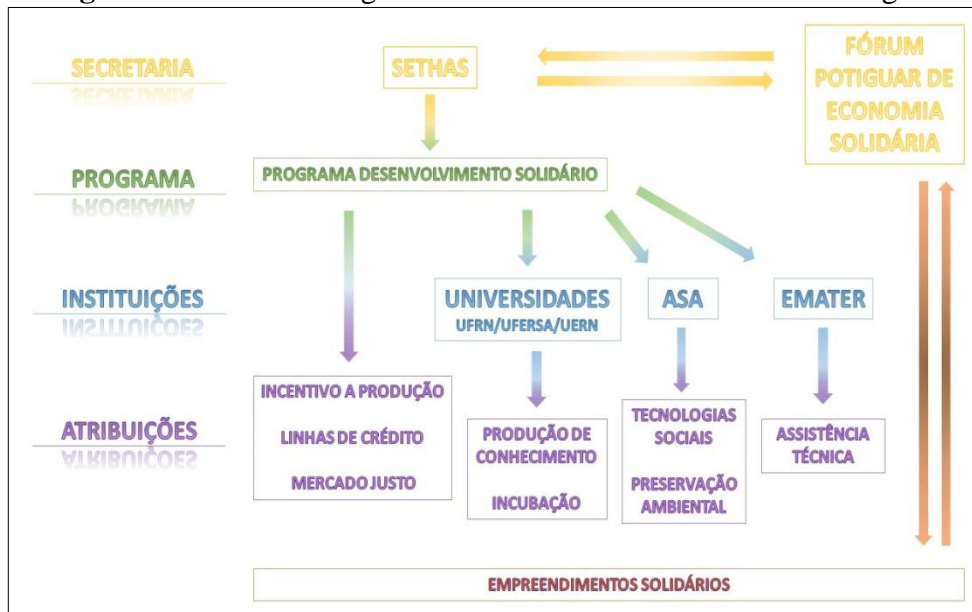 SECRETARIA
SETHAS
FÓRUM
POTIGUAR DE
ECONOMIA
SOLIDÁRIA
PROGRAMA
PROGRAMA DESENVOLVIMENTO SOLIDÁRIO
INSTITUIÇÕES
UNIVERSIDADES
UFRN/UFERSA/UERN
ASA
EMATER
ATRIBUIÇÕES
INCENTIVO A PRODUÇÃO
LINHAS DE CRÉDITO
MERCADO JUSTO
PRODUÇÃO DE
CONHECIMENTO
INCUBAÇÃO
TECNOLOGIAS
SOCIAIS
PRESERVAÇÃO
AMBIENTAL
ASSISTÊNCIA
TÉCNICA
EMPREENDIMENTOS SOLIDÁRIOS